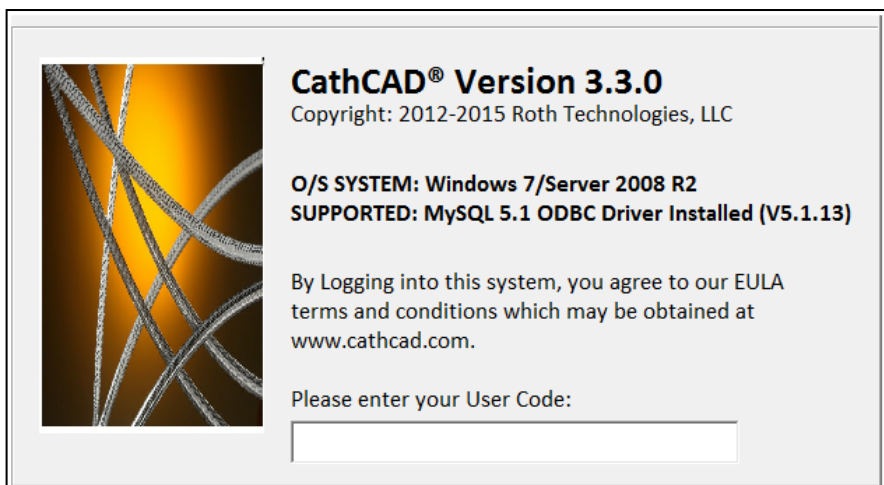 CathCAD® Version 3.3.0
Copyright: 2012-2015 Roth Technologies, LLC
O/S SYSTEM: Windows 7/Server 2008 R2
SUPPORTED: MySQL 5.1 ODBC Driver Installed (V5.1.13)
By Logging into this system, you agree to our EULA
terms and conditions which may be obtained at
www.cathcad.com.
Please enter your User Code: